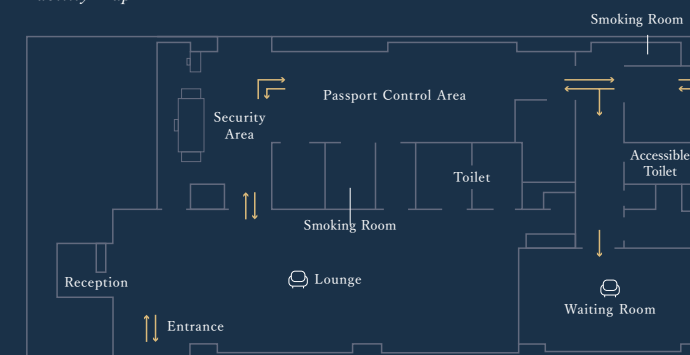 Smoking Room
Passport Control Area
Security
Area
Accessible
Toilet
Toilet
Smoking Room
Lounge
Reception
Waiting Room
Entrance